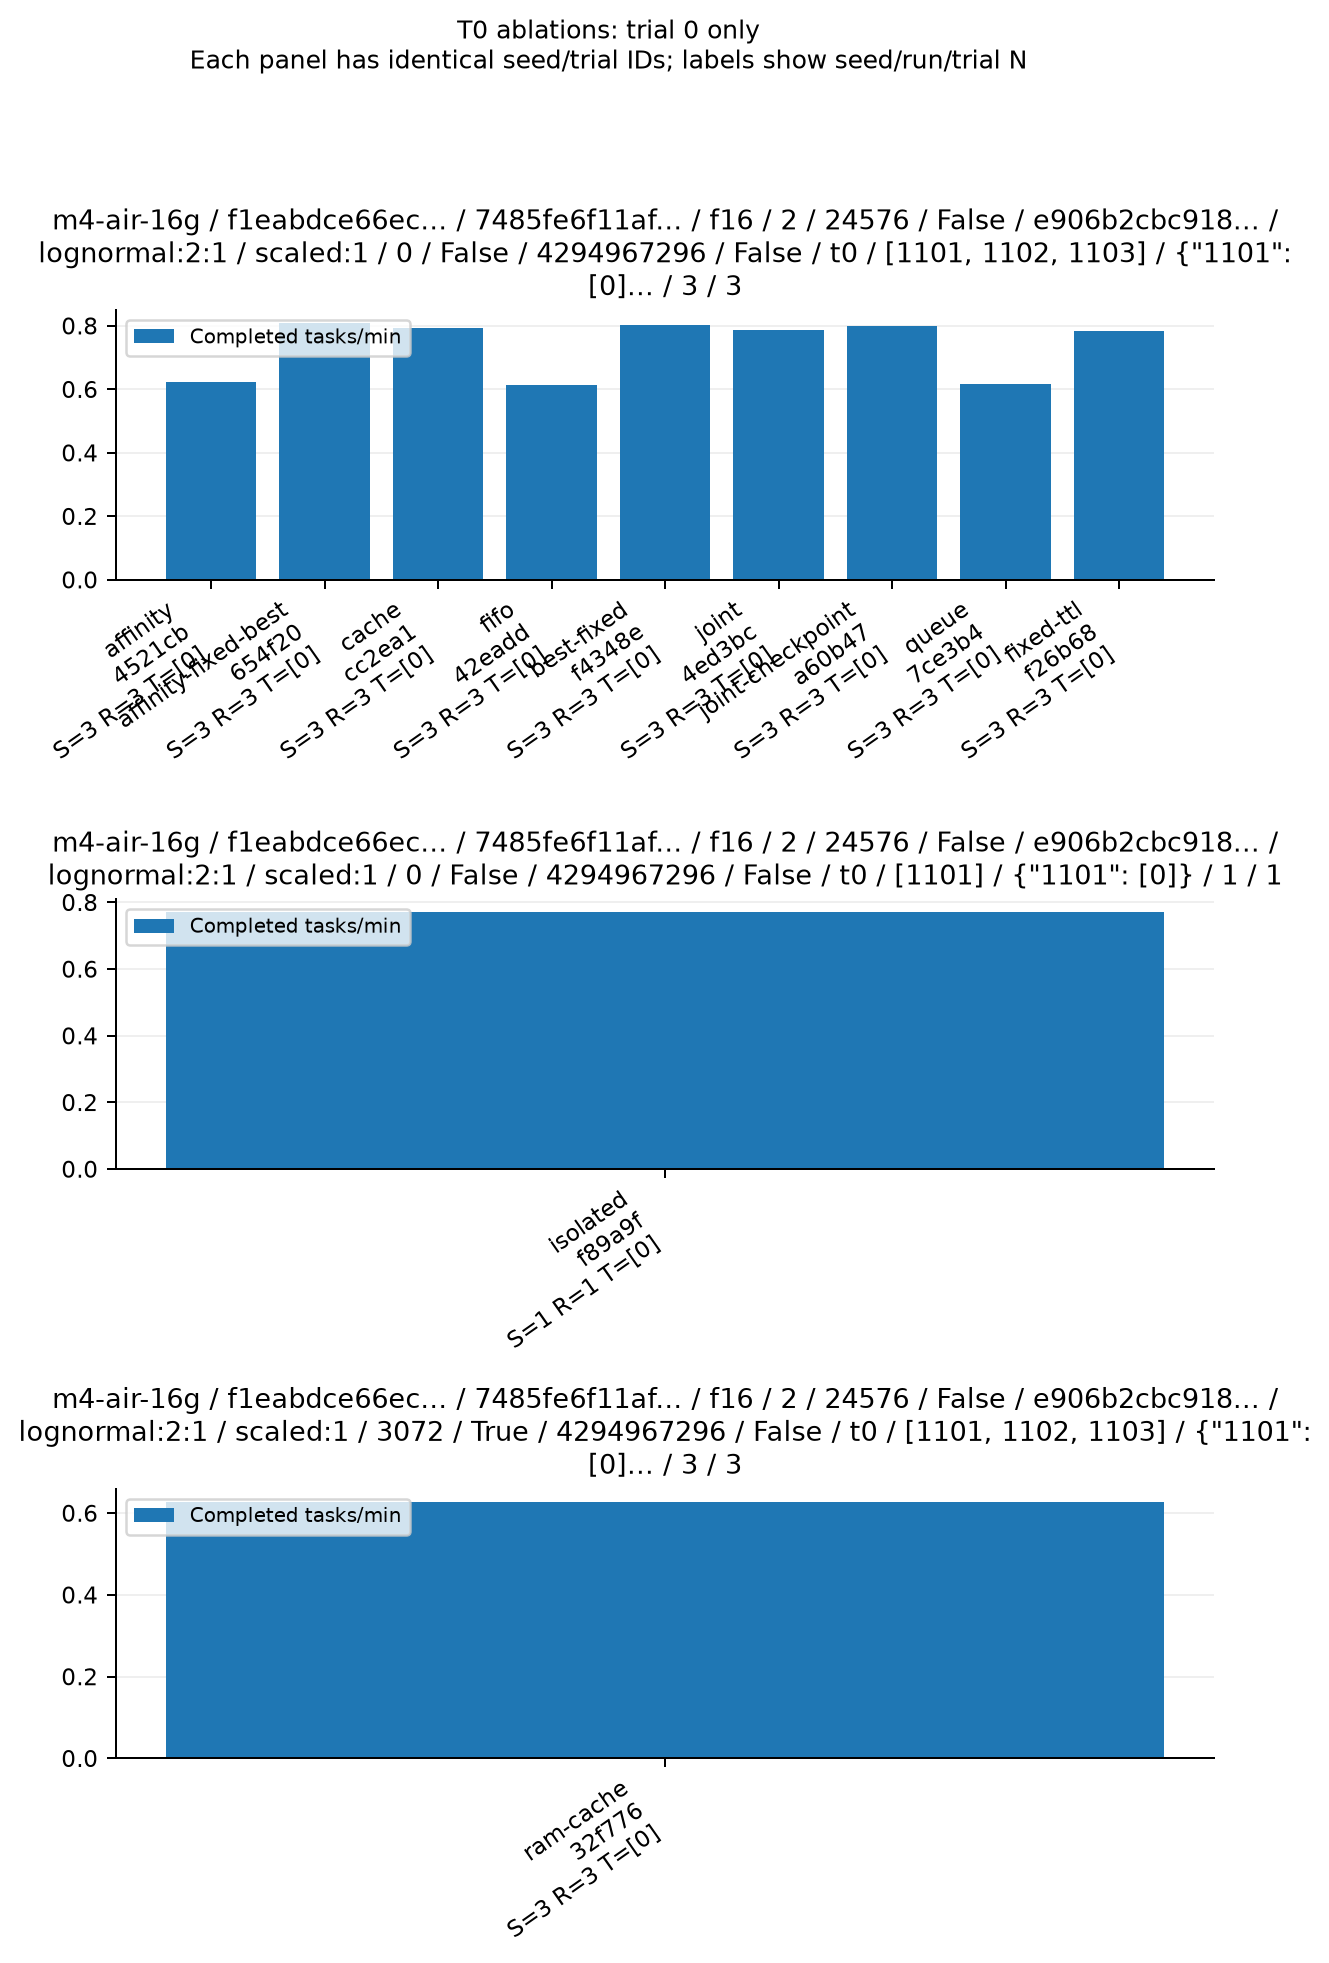 T0 ablations: trial 0 only
Each panel has identical seed/trial IDs; labels show seed/run/trial N
m4-air-16g / f1eabdce66ec... / 7485fe6f11af... / f16 / 2 / 24576 / False / e906b2cbc918... /
lognormal:2:1 / scaled:1 / 0 / False / 4294967296 / False / t0 / [1101, 1102, 1103] / {"1101":
[0]... / 3 / 3
Completed tasks/min
0.8
0.6
0.4
0.2
0.0
affinity
4521cb
S=3 R=3 T=[0]
affinity-fixed-best
654f20
S=3 R=3 T=[0]
cache
cc2ea1
S=3 R=3 T=[0]
fifo
42eadd
S=3 R=3 T=[0]
best-fixed
f4348e
S=3 R=3 T=[0]
joint
4ed3bc
S=3 R=3 T=[0]
joint-checkpoint
a60b47
S=3 R=3 T=[0]
queue
7ce3b4
S=3 R=3 T=[0]
fixed-ttl
f26b68
S=3 R=3 T=[0]
m4-air-16g / f1eabdce66ec... / 7485fe6f11af... / f16 / 2 / 24576 / False / e906b2cbc918... /
lognormal:2:1 / scaled:1 / 0 / False / 4294967296 / False / t0 / [1101] / {"1101": [0]} / 1 / 1
Completed tasks/min
0.8
0.6
0.4
0.2
0.0
isolated
f89a9f
S=1 R=1 T=[0]
m4-air-16g / f1eabdce66ec... / 7485fe6f11af... / f16 / 2 / 24576 / False / e906b2cbc918... /
lognormal:2:1 / scaled:1 / 3072 / True / 4294967296 / False / t0 / [1101, 1102, 1103] / {"1101":
[0]... / 3 / 3
Completed tasks/min
0.6
0.4
0.2
0.0
ram-cache
32f776
S=3 R=3 T=[0]